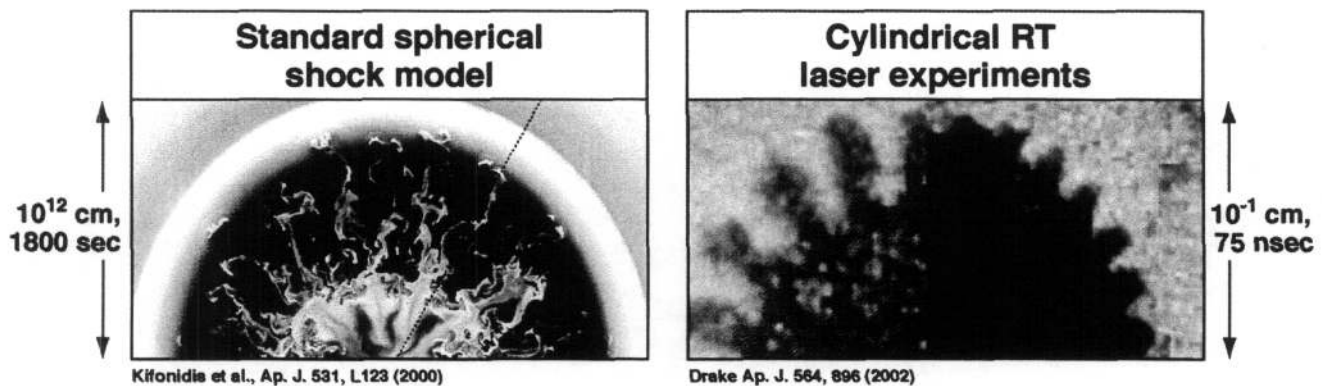 Standard spherical
shock model
Cylindrical RT
laser experiments
10¹² cm,
1800 sec
10⁻¹ cm,
75 nsec
Kifonidis et al., Ap. J. 531, L123 (2000)
Drake Ap. J. 564, 896 (2002)